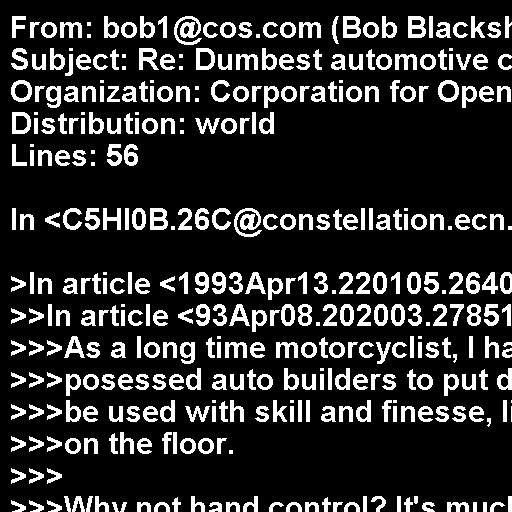 From: bob1@cos.com (Bob Blacksh
Subject: Re: Dumbest automotive c
Organization: Corporation for Open
Distribution: world
Lines: 56

In <C5HI0B.26C@constellation.ecn.

>In article <1993Apr13.220105.2640
>>In article <93Apr08.202003.27851
>>>As a long time motorcyclist, I ha
>>>posessed auto builders to put d
>>>be used with skill and finesse, li
>>>on the floor.
>>>
>>>Why not hand control? It's much